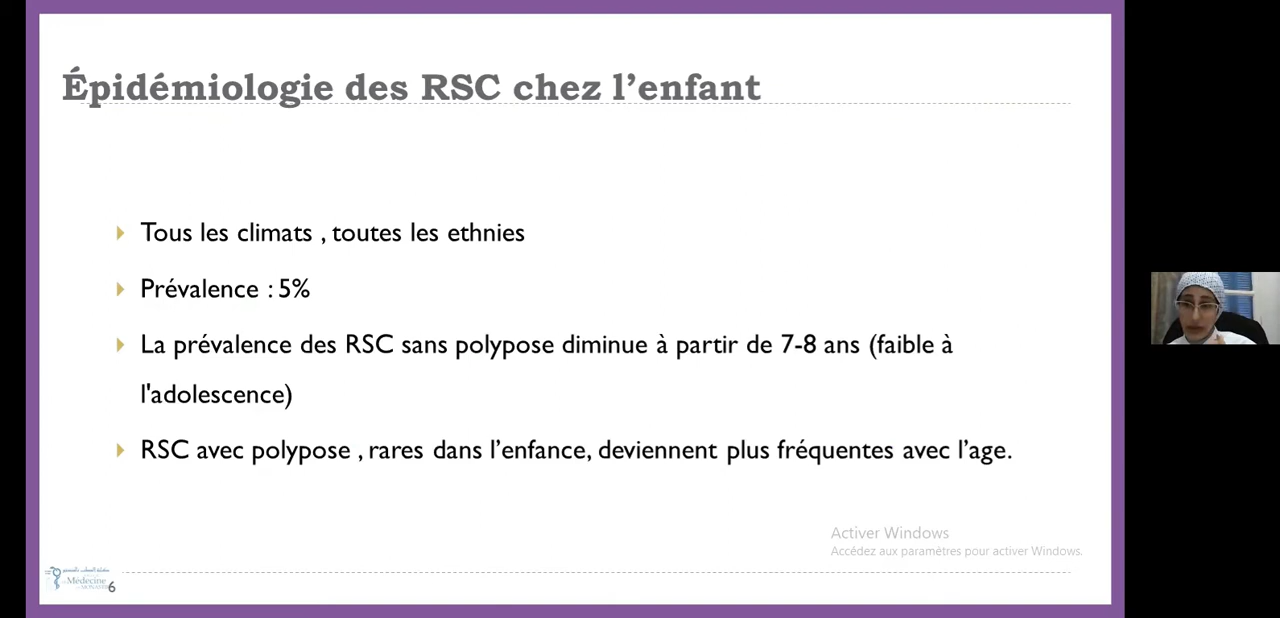 Épidémiologie des RSC chez l’enfant
Tous les climats , toutes les ethnies
Prévalence : 5%
La prévalence des RSC sans polypose diminue à partir de 7-8 ans (faible à
l'adolescence)
RSC avec polypose , rares dans l’enfance, deviennent plus fréquentes avec l’age.
Activer Windows
Accédez aux paramètres pour activer Windows.
Médecine
6